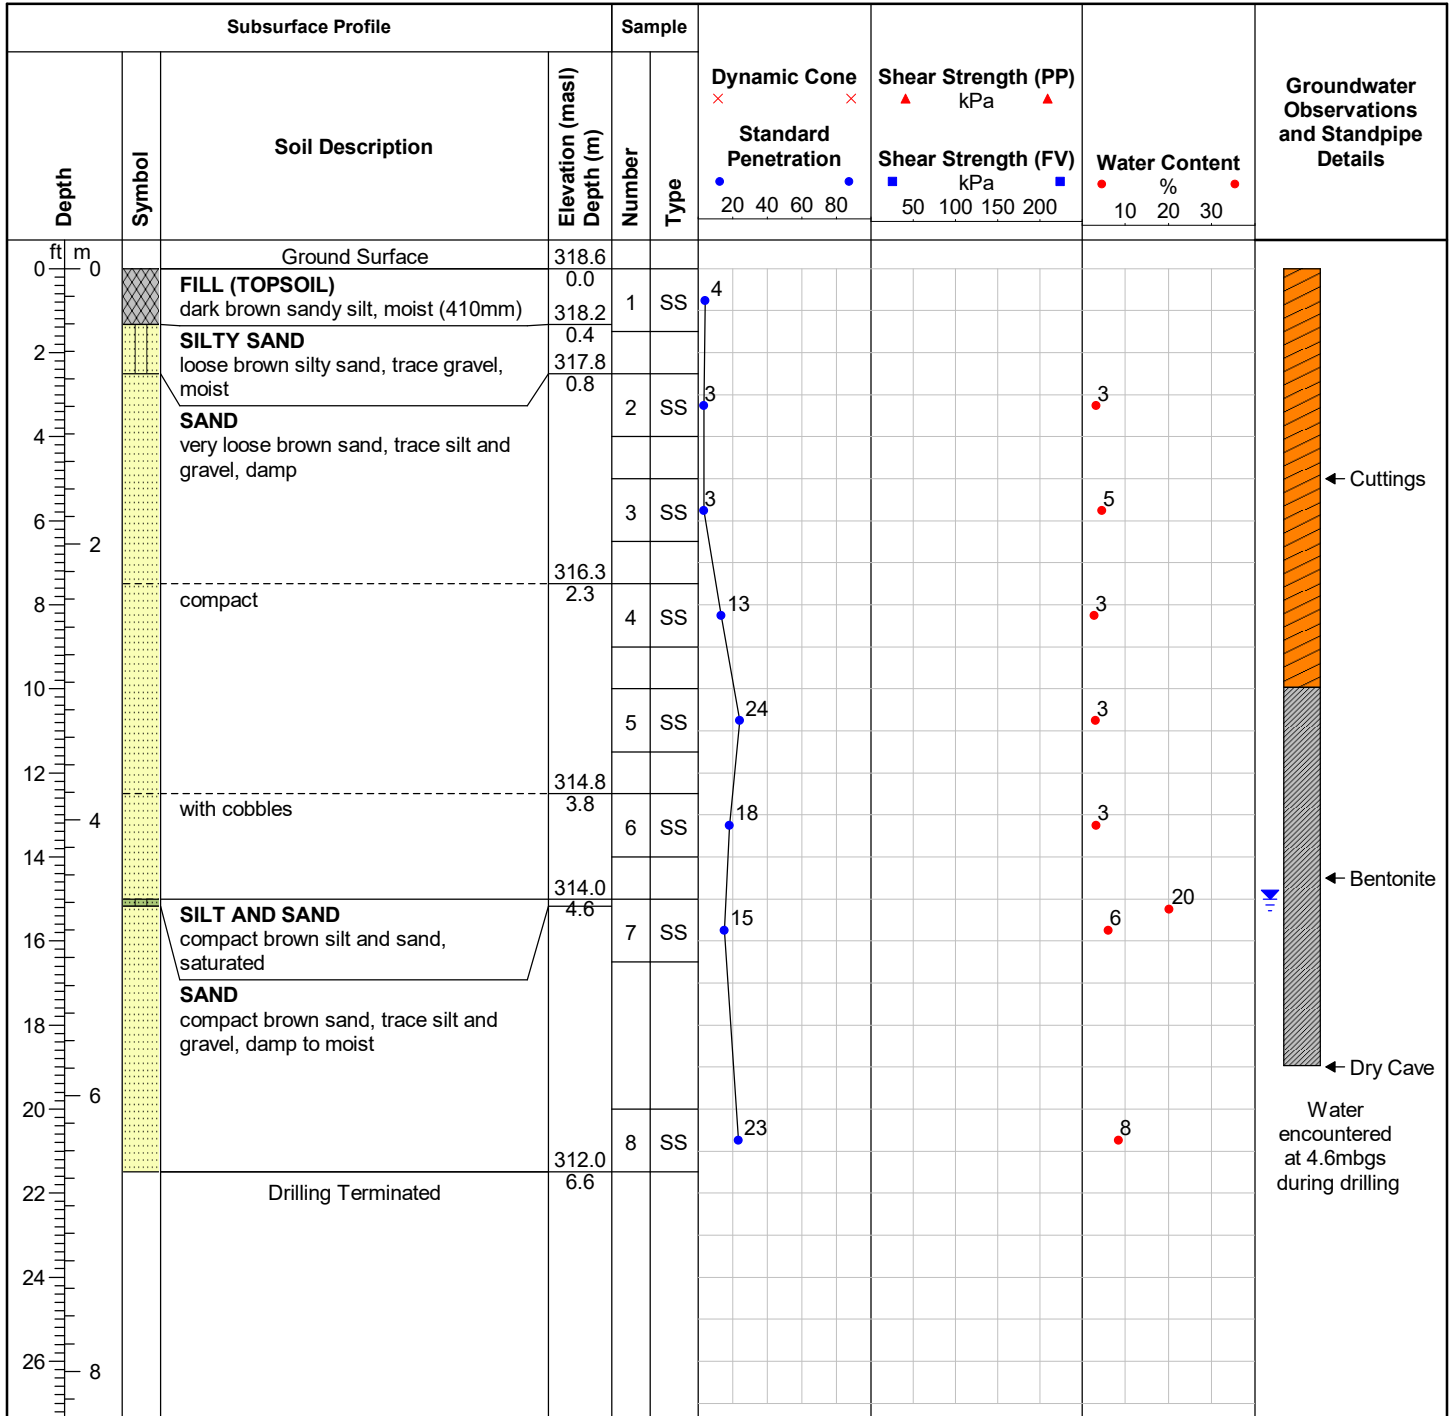 Subsurface Profile
Sample
Depth
Symbol
Soil Description
Elevation (masl)
Depth (m)
Number
Type
Dynamic Cone
Standard
Penetration
20 40 60 80
Shear Strength (PP)
kPa
Shear Strength (FV)
kPa
50 100 150 200
Water Content
%
10 20 30
Groundwater
Observations
and Standpipe
Details
ft m
0
2
4
6
8
10
12
14
16
18
20
22
24
26
0
2
4
6
8
Ground Surface
318.6
0.0
FILL (TOPSOIL)
dark brown sandy silt, moist (410mm)
318.2
0.4
SILTY SAND
loose brown silty sand, trace gravel,
moist
317.8
0.8
SAND
very loose brown sand, trace silt and
gravel, damp
316.3
2.3
compact
314.8
3.8
with cobbles
314.0
4.6
SILT AND SAND
compact brown silt and sand,
saturated
SAND
compact brown sand, trace silt and
gravel, damp to moist
312.0
6.6
Drilling Terminated
1 SS 4
2 SS 3 3
3 SS 3 5
4 SS 13 3
5 SS 24 3
6 SS 18 3
20
7 SS 15 6
8 SS 23 8
Cuttings
Bentonite
Dry Cave
Water
encountered
at 4.6mbgs
during drilling